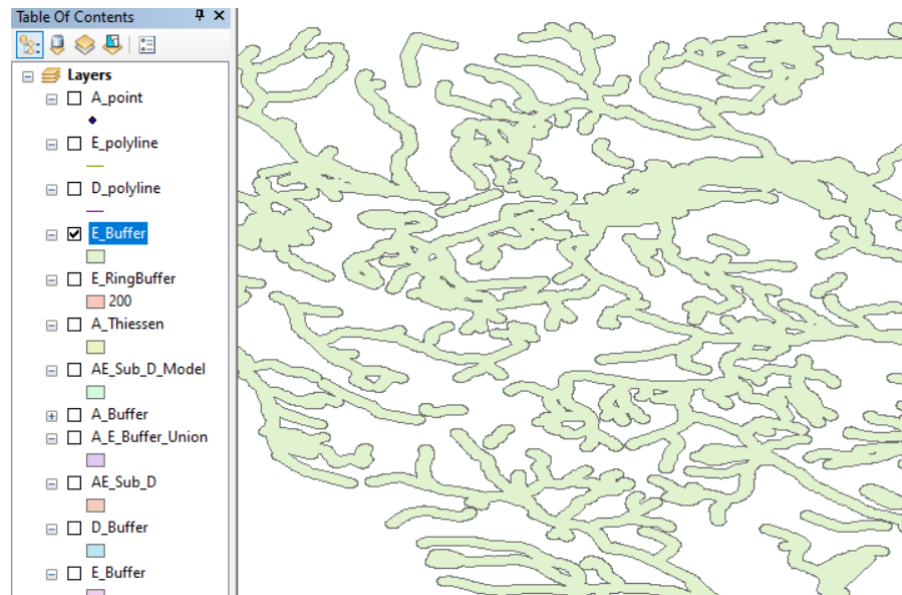 Table Of Contents
Layers
A_point
E_polyline
D_polyline
E_Buffer
E_RingBuffer
200
A_Thiessen
AE_Sub_D_Model
A_Buffer
A_E_Buffer_Union
AE_Sub_D
D_Buffer
E_Buffer